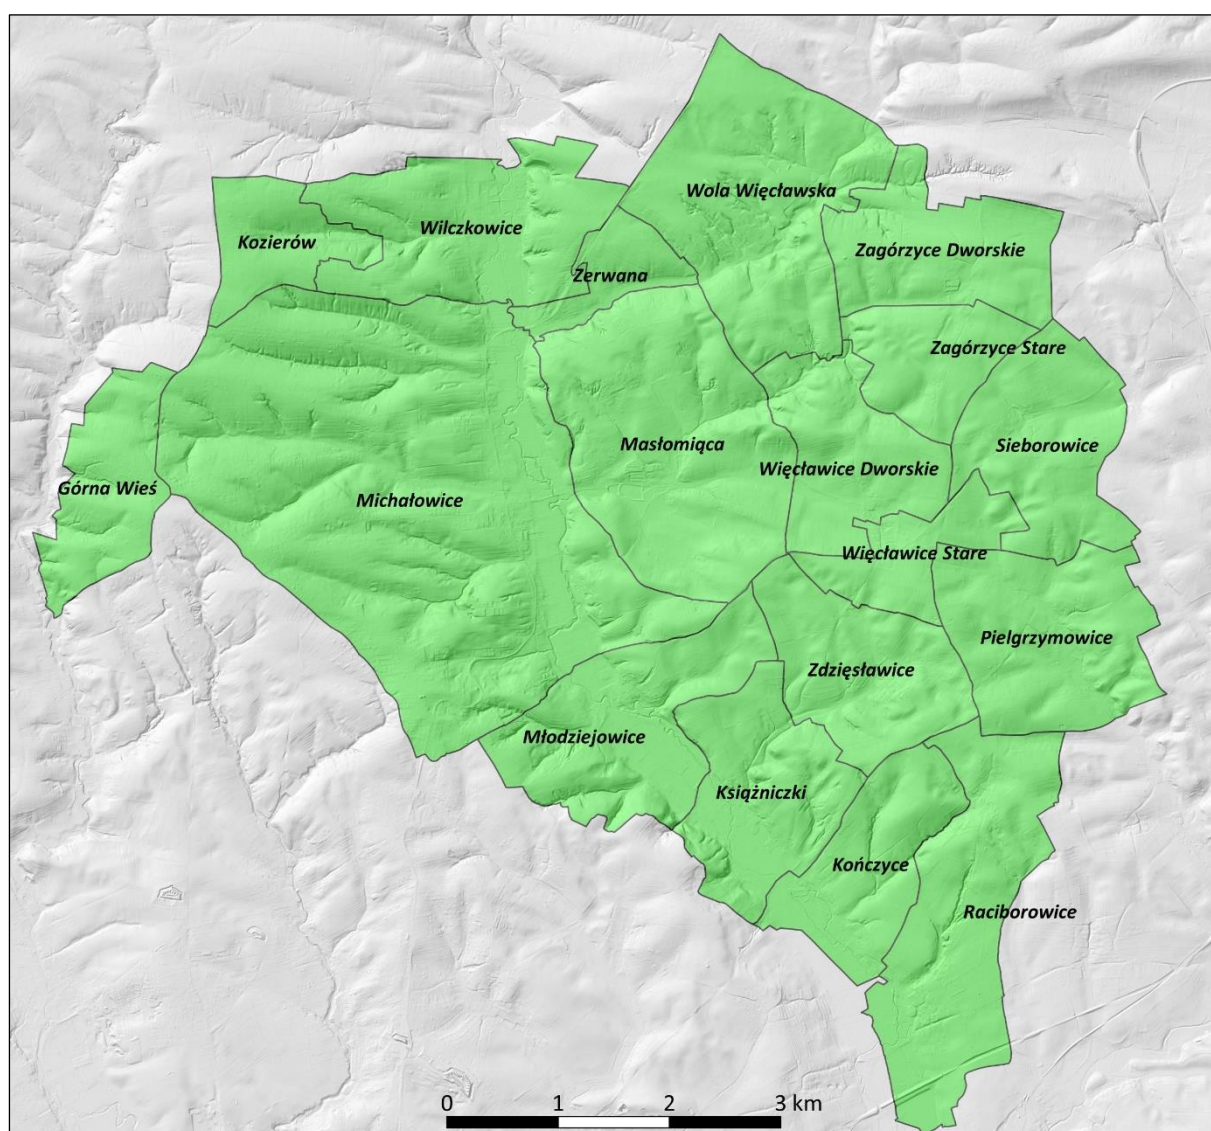 Wola Więcławska
Wilczkowice
Kozierów
Zagórzyce Dworskie
Zerwana
Zagórzyce Stare
Masłomiąca
Sieborowice
Więcławice Dworskie
Górna Wieś
Michałowice
Więcławice Stare
Pielgrzymowice
Zdzięsławice
Młodziejowice
Książniczki
Kończyce
Raciborowice
0 1 2 3 km